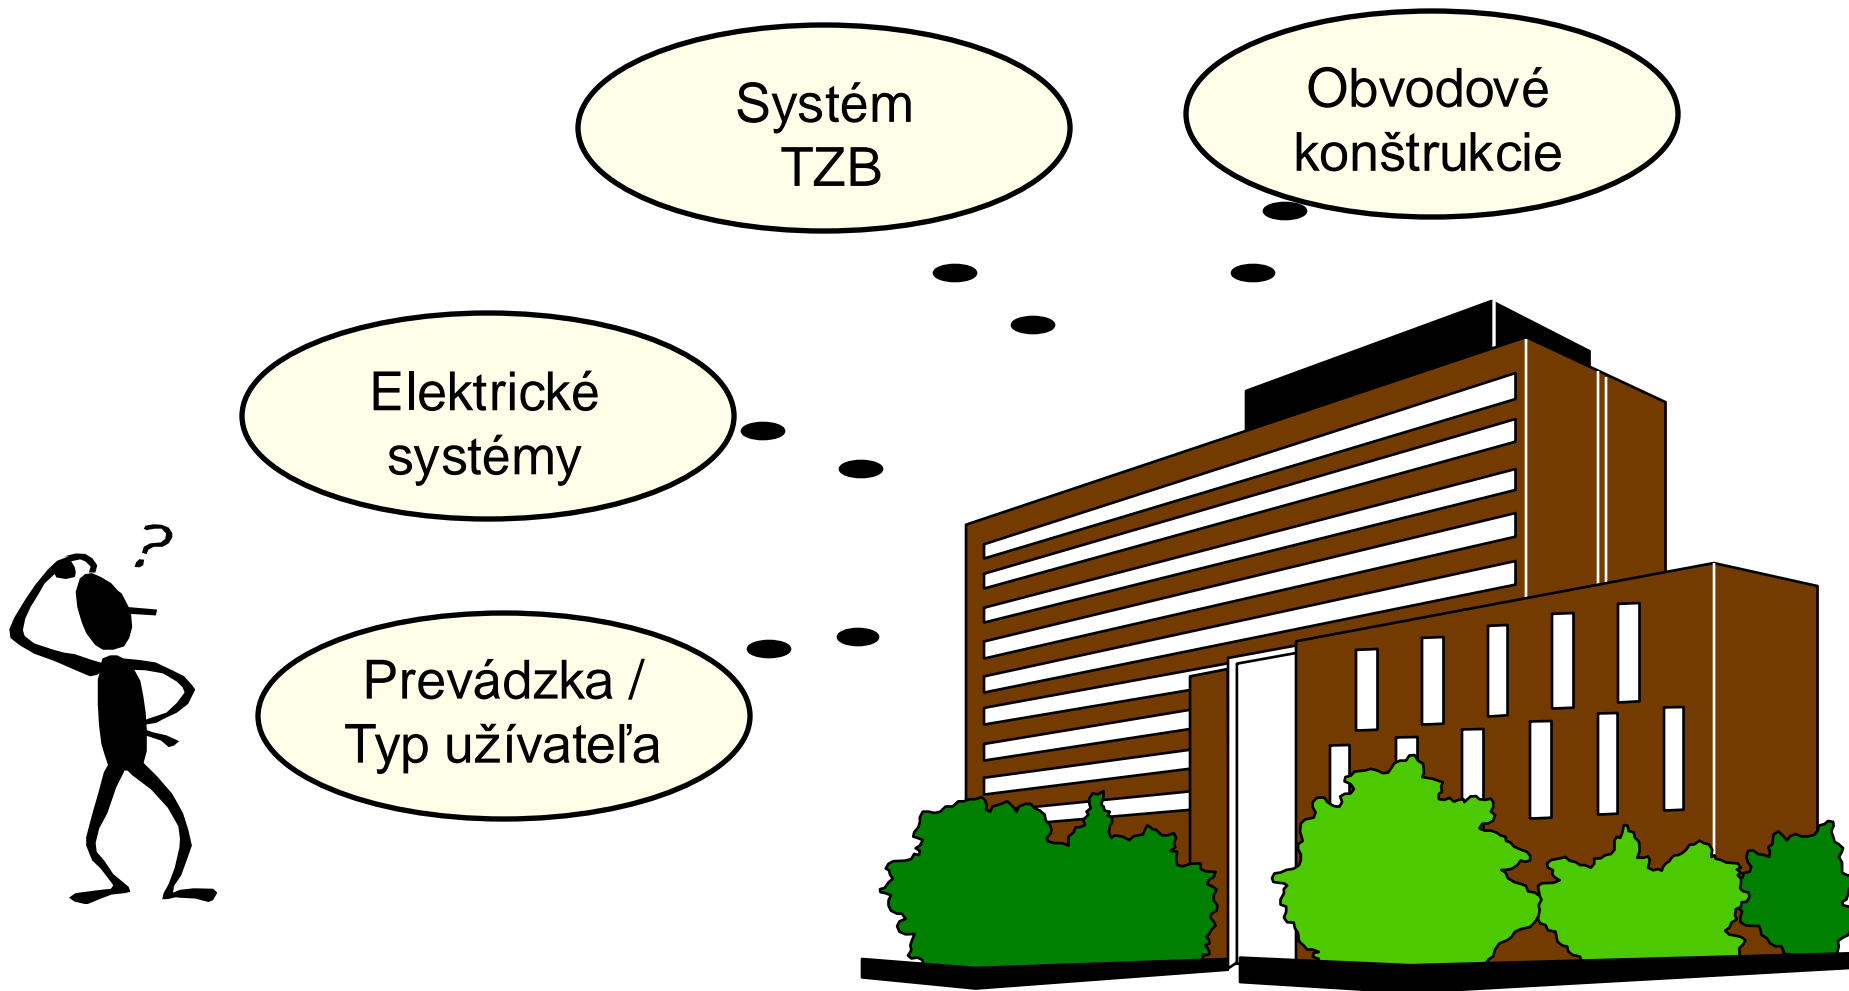 Systém
TZB
Obvodové
konštrukcie
Elektrické
systémy
?
Prevádzka /
Typ užívateľa